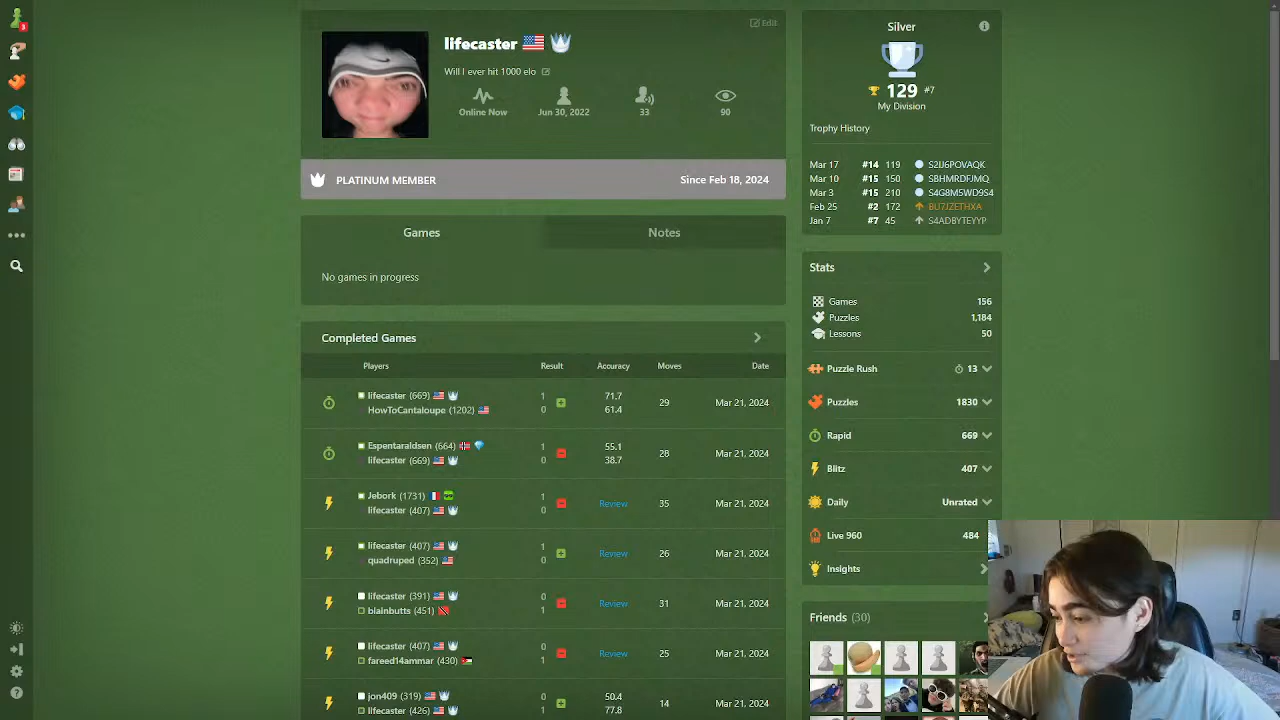 3
lifecaster
Edit
Will I ever hit 1000 elo
Online Now
Jun 30, 2022
33
90
PLATINUM MEMBER
Since Feb 18, 2024
Games
Notes
No games in progress
Completed Games
Players Result Accuracy Moves Date
lifecaster (669) 1 71.7
HowToCantaloupe (1202) 0 61.4
29 Mar 21, 2024
Espentaraldsen (664) 1 55.1
lifecaster (669) 0 38.7
28 Mar 21, 2024
Jebork (1731) 1
lifecaster (407) 0
Review 35 Mar 21, 2024
lifecaster (407) 1
quadruped (352) 0
Review 26 Mar 21, 2024
lifecaster (391) 0
blainbutts (451) 1
Review 31 Mar 21, 2024
lifecaster (407) 0
fareed14ammar (430) 1
Review 25 Mar 21, 2024
jon409 (319) 0 50.4
lifecaster (426) 1 77.8
14 Mar 21, 2024
Silver
129 #7
My Division
Trophy History
Mar 17 #14 119 S2IJ6POVAQK
Mar 10 #15 150 SBHMRDFJMQ
Mar 3 #15 210 S4G8M5WD9S4
Feb 25 #2 172 BU7JZETHXA
Jan 7 #7 45 S4ADBYTEYYP
Stats
Games 156
Puzzles 1,184
Lessons 50
Puzzle Rush 13
Puzzles 1830
Rapid 669
Blitz 407
Daily Unrated
Live 960 484
Insights
Friends (30)